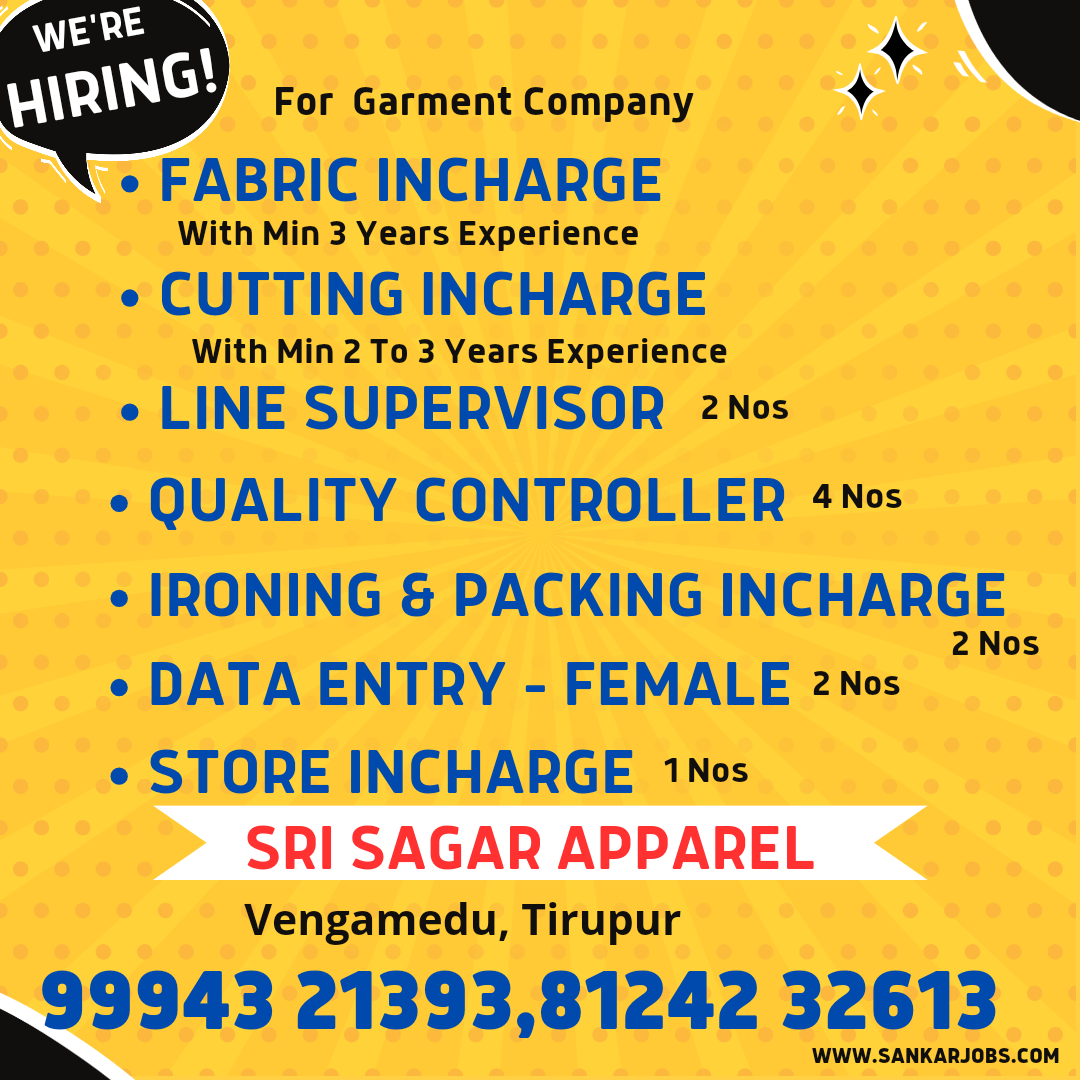 WE'RE
HIRING!
For Garment Company
• FABRIC INCHARGE
With Min 3 Years Experience
• CUTTING INCHARGE
With Min 2 To 3 Years Experience
• LINE SUPERVISOR 2 Nos
• QUALITY CONTROLLER 4 Nos
• IRONING & PACKING INCHARGE
2 Nos
• DATA ENTRY - FEMALE 2 Nos
• STORE INCHARGE 1 Nos
SRI SAGAR APPAREL
Vengamedu, Tirupur
99943 21393,81242 32613
WWW.SANKARJOBS.COM